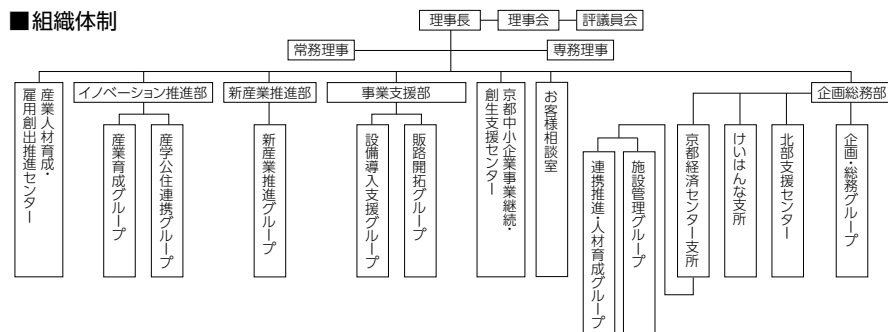 ■組織体制
理事長
理事会
評議員会
常務理事
専務理事
産業人材育成・
雇用創出推進センター
イノベーション推進部
産業育成グループ
産学公住連携グループ
新産業推進部
新産業推進グループ
事業支援部
設備導入支援グループ
販路開拓グループ
京都中小企業事業継続・
創生支援センター
お客様相談室
連携推進・人材育成グループ
施設管理グループ
京都経済センター支所
けいはんな支所
北部支援センター
企画総務部
企画・総務グループ